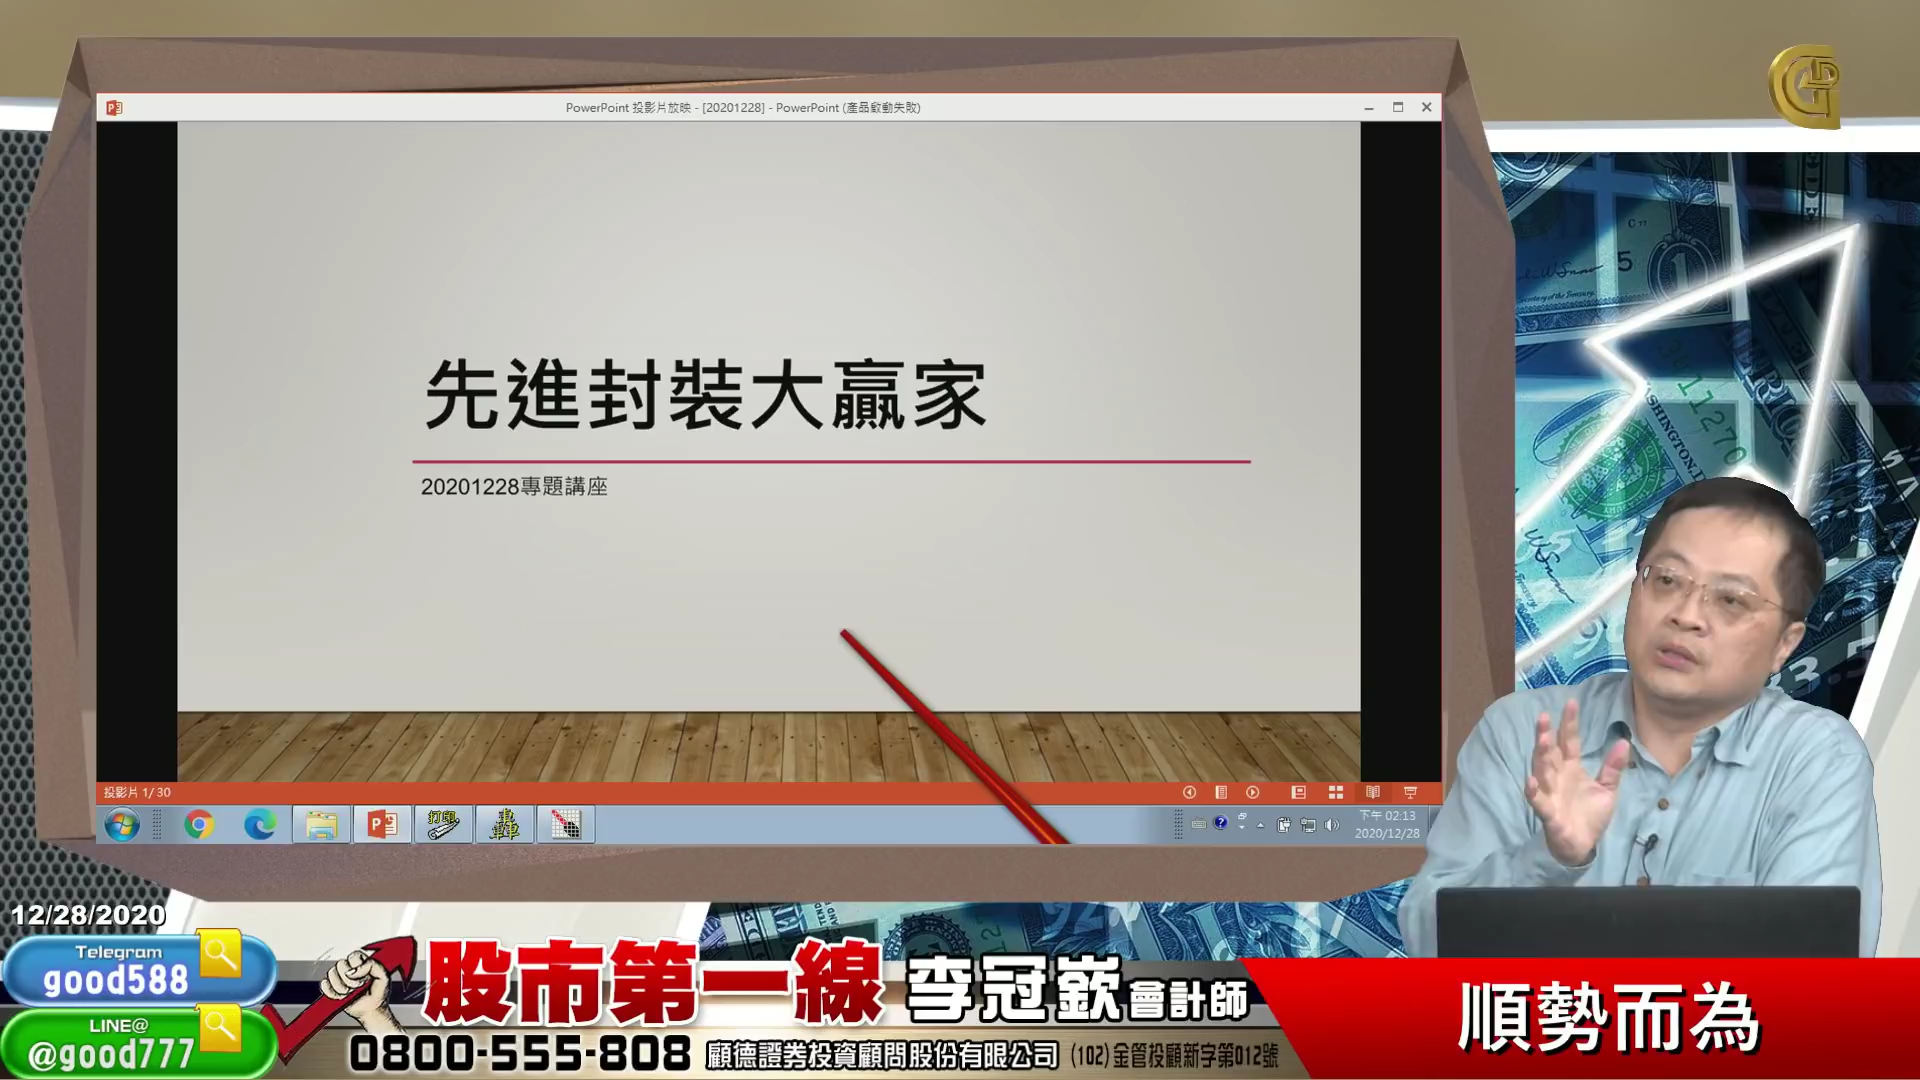 PowerPoint 投影片放映 - [20201228] - PowerPoint (產品啟動失敗)
先進封裝大贏家
20201228專題講座
投影片 1/30
打印
下午 02:13
2020/12/28
12/28/2020
Telegram
good588
LINE@
@good777
股市第一線 李冠嶔會計師
0800-555-808 顧德證券投資顧問股份有限公司 (102)金管投顧新字第012號
順勢而為